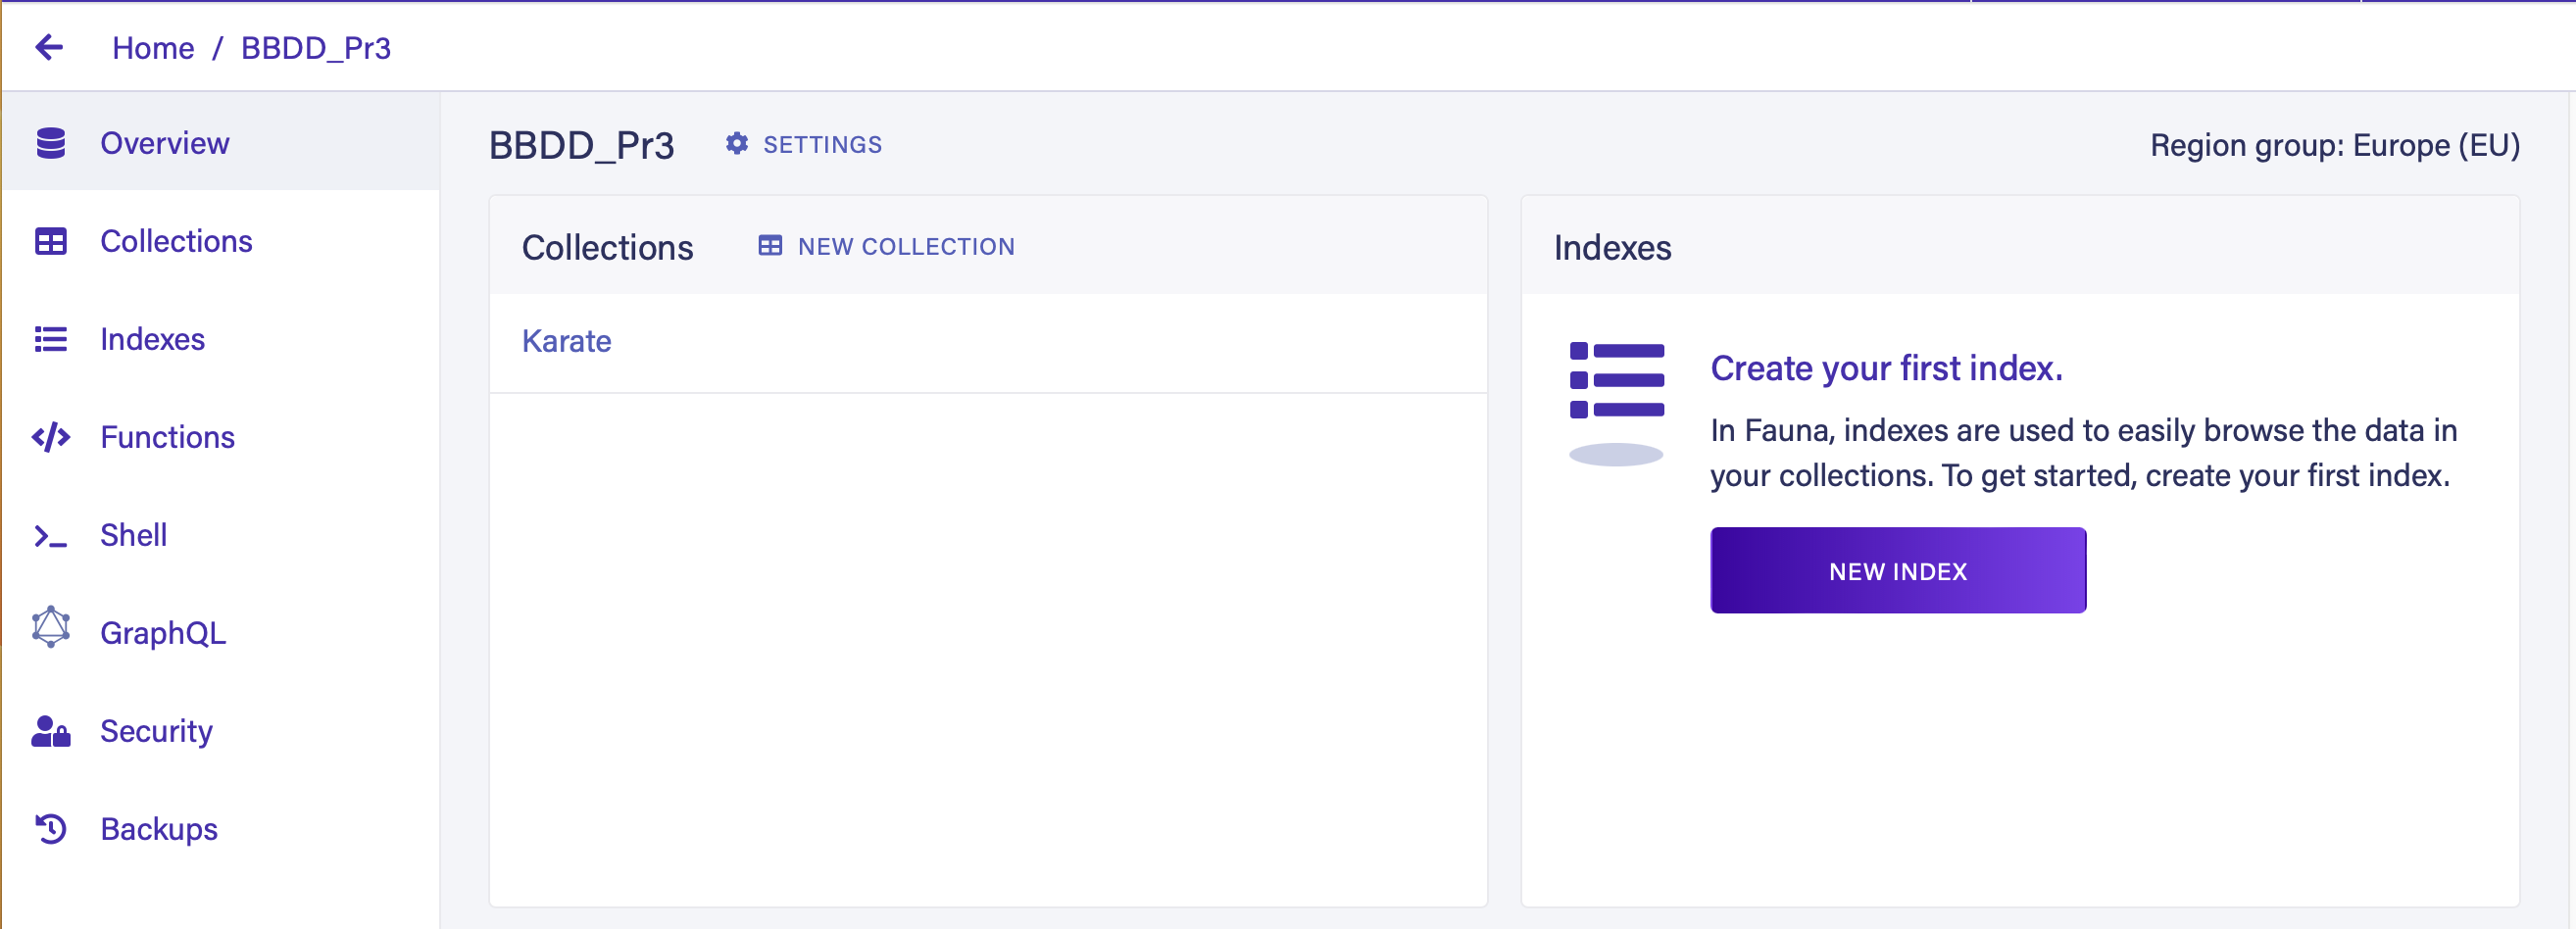 Home / BBDD_Pr3
Overview
Collections
Indexes
Functions
Shell
GraphQL
Security
Backups
BBDD_Pr3 SETTINGS
Region group: Europe (EU)
Collections NEW COLLECTION
Karate
Indexes
Create your first index.
In Fauna, indexes are used to easily browse the data in
your collections. To get started, create your first index.
NEW INDEX